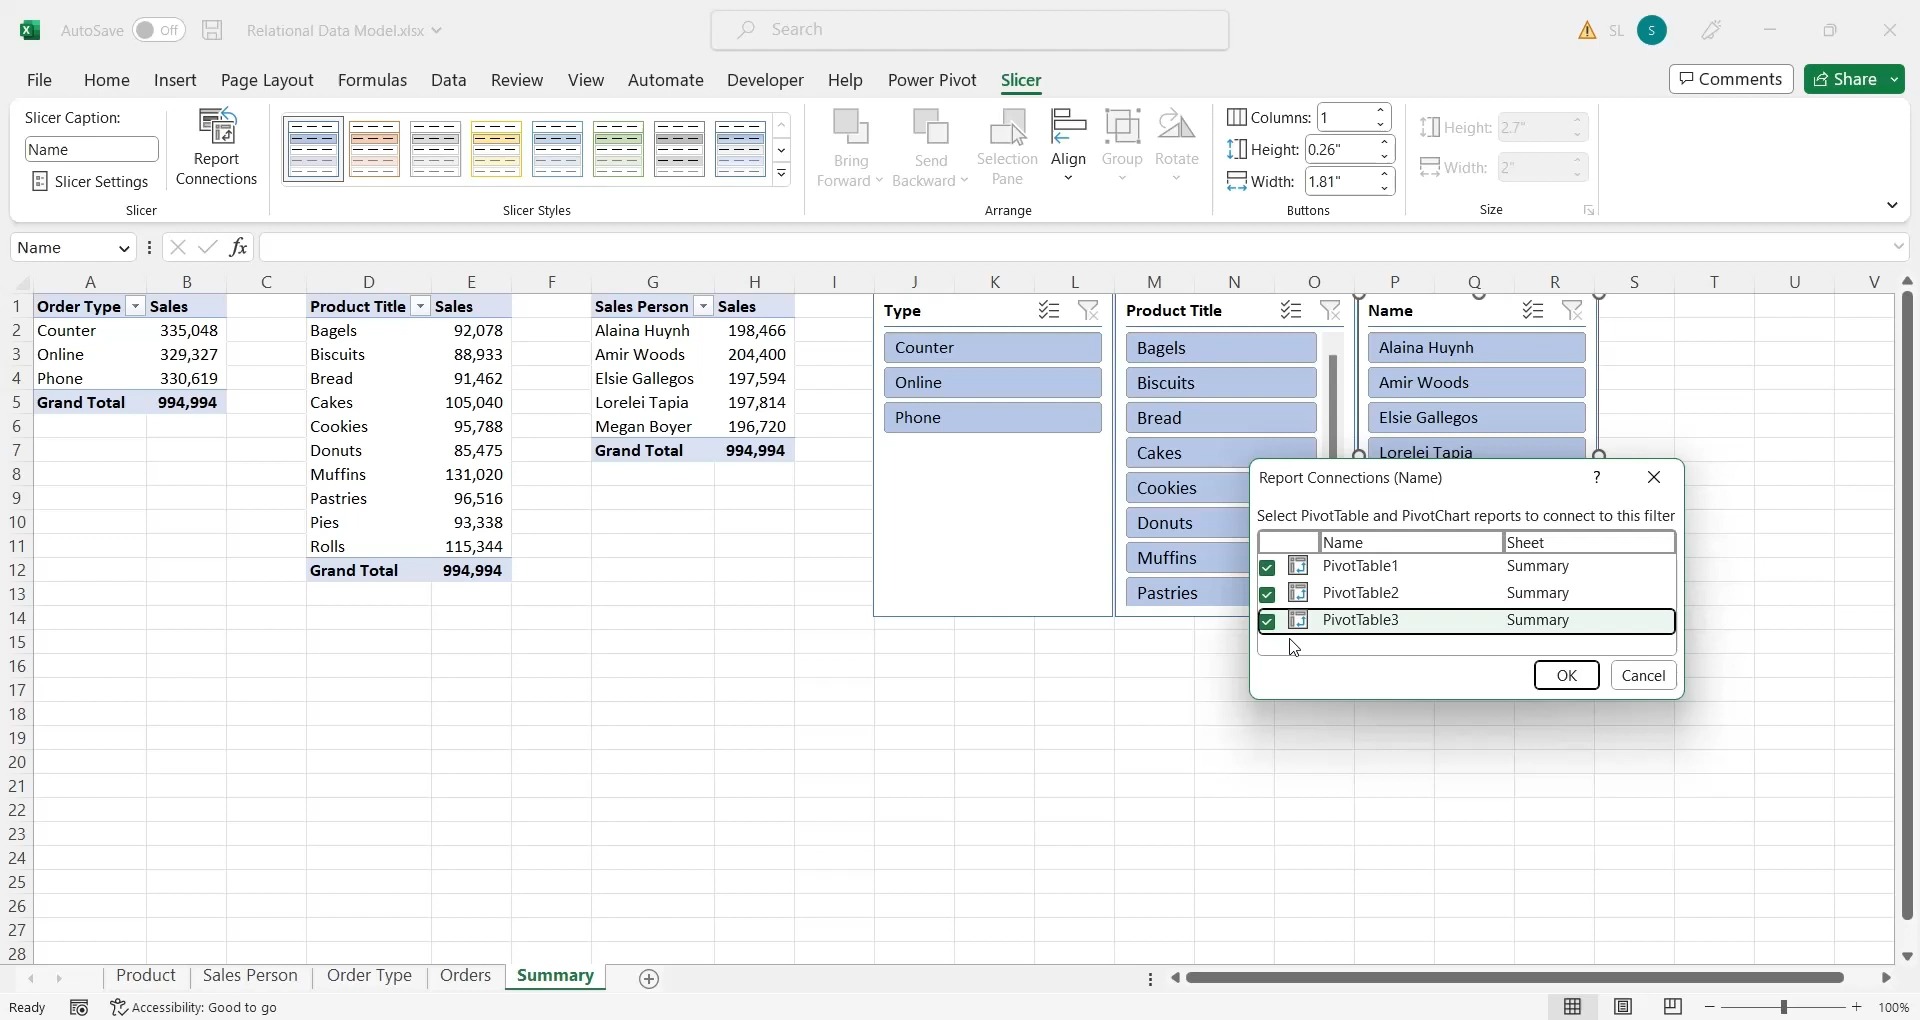 AutoSave Off Relational Data Model.xlsx Search SL S
File Home Insert Page Layout Formulas Data Review View Automate Developer Help Power Pivot Slicer Comments Share
Slicer Caption:
Name
Slicer Settings
Report
Connections
Slicer
Slicer Styles
Bring
Forward
Send
Backward
Selection
Pane
Align
Group
Rotate
Arrange
Columns: 1
Height: 0.26"
Width: 1.81"
Buttons
Height: 2.7"
Width: 2"
Size
Name fx
A B C D E F G H I J K L M N O P Q R S T U V
1 Order Type Sales Product Title Sales Sales Person Sales
2 Counter 335,048 Bagels 92,078 Alaina Huynh 198,466
3 Online 329,327 Biscuits 88,933 Amir Woods 204,400
4 Phone 330,619 Bread 91,462 Elsie Gallegos 197,594
5 Grand Total 994,994 Cakes 105,040 Lorelei Tapia 197,814
6 Cookies 95,788 Megan Boyer 196,720
7 Donuts 85,475 Grand Total 994,994
8 Muffins 131,020
9 Pastries 96,516
10 Pies 93,338
11 Rolls 115,344
12 Grand Total 994,994
13
14
15
16
17
18
19
20
21
22
23
24
25
26
27
28
Type
Counter
Online
Phone
Product Title
Bagels
Biscuits
Bread
Cakes
Cookies
Donuts
Muffins
Pastries
Name
Alaina Huynh
Amir Woods
Elsie Gallegos
Lorelei Tapia
Report Connections (Name) ?
Select PivotTable and PivotChart reports to connect to this filter
Name Sheet
PivotTable1 Summary
PivotTable2 Summary
PivotTable3 Summary
OK Cancel
Product Sales Person Order Type Orders Summary
Ready Accessibility: Good to go 100%